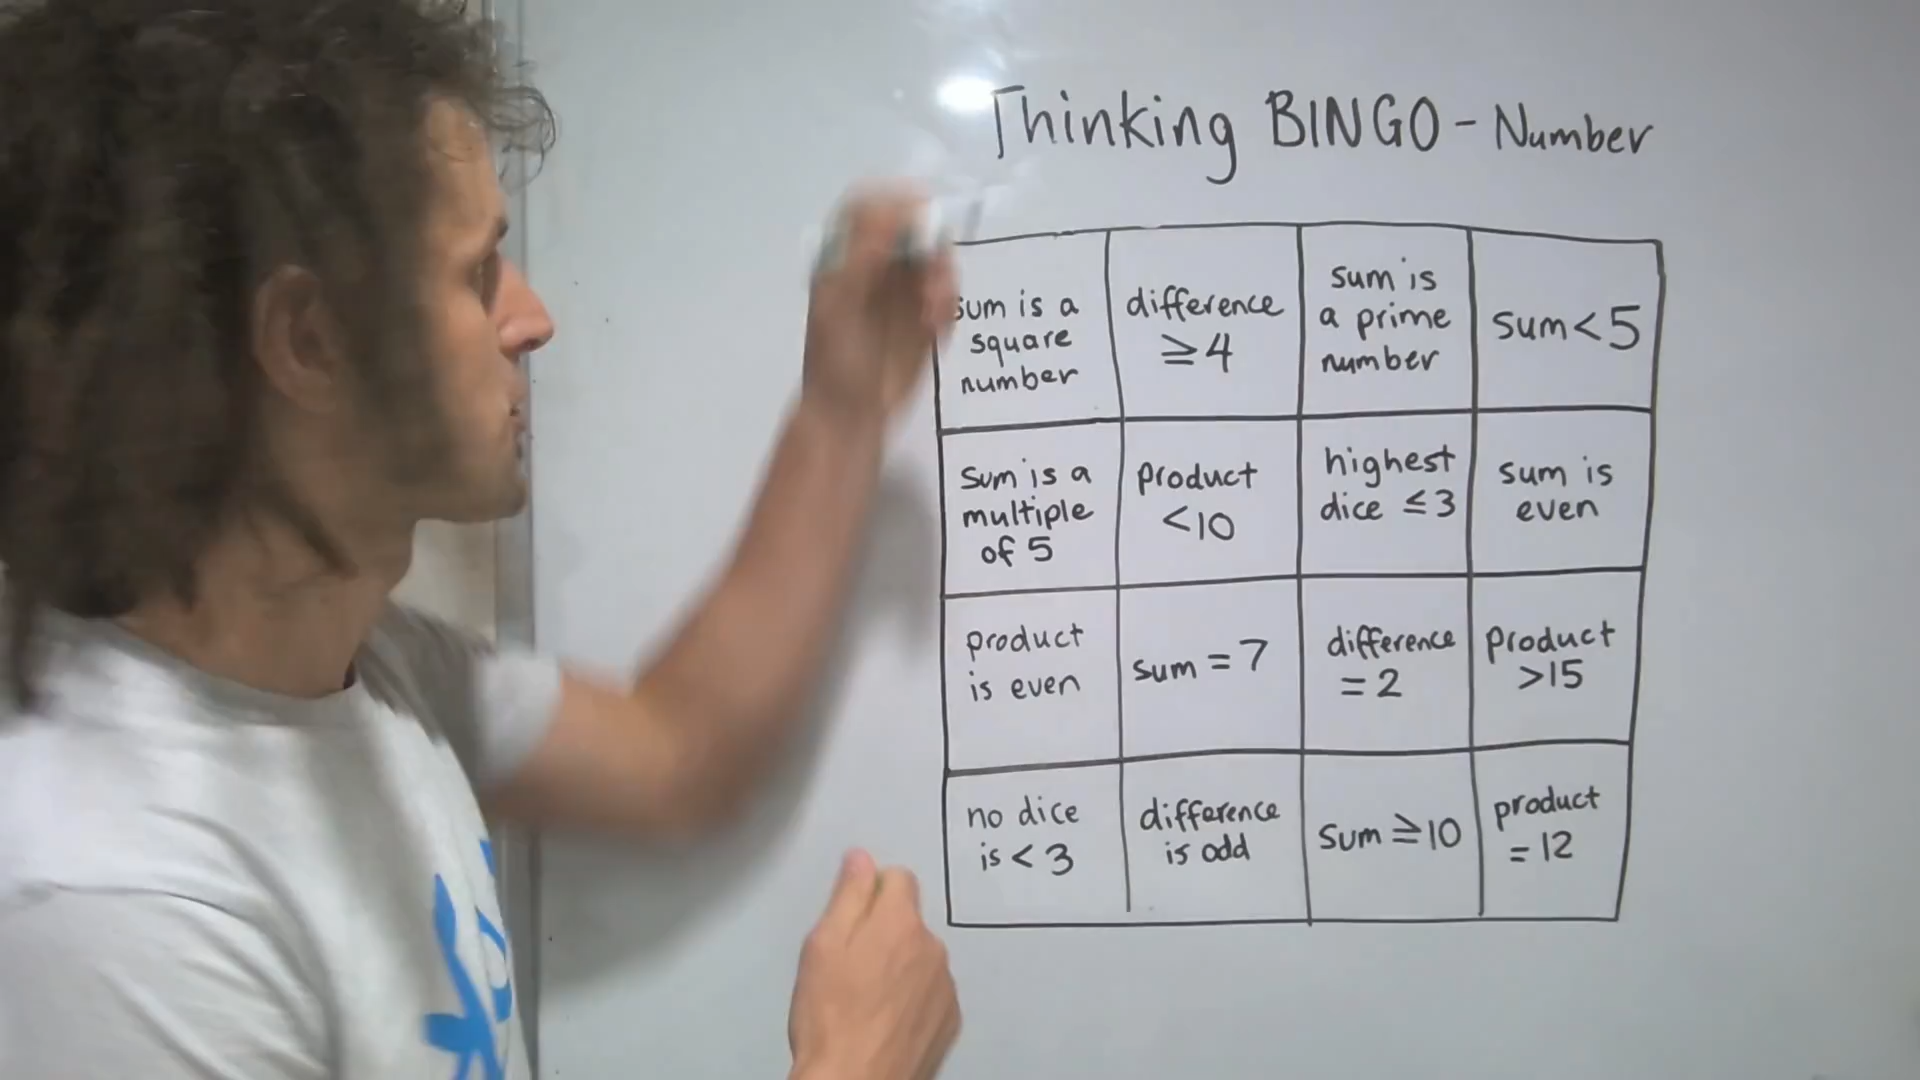 Thinking BINGO - Number
sum is a
square
number
difference
≥4
sum is
a prime
number
sum<5
sum is a
multiple
of 5
product
<10
highest
dice ≤3
sum is
even
product
is even
sum = 7
difference
= 2
product
>15
no dice
is < 3
difference
is odd
sum ≥10
product
= 12